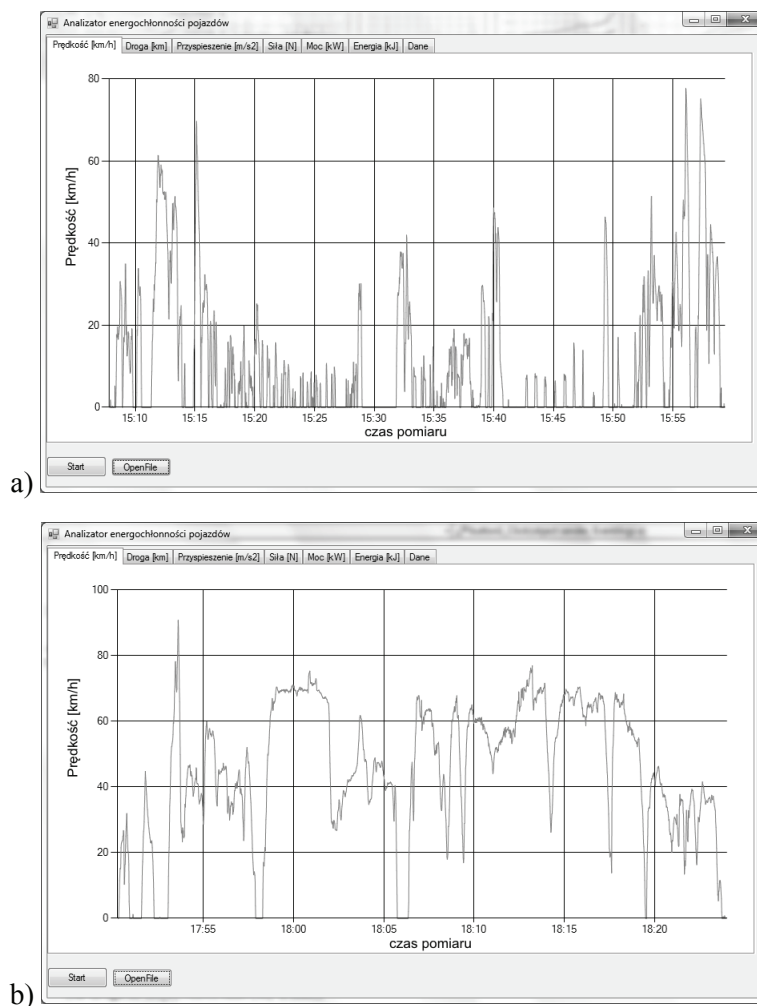 Analizator energochłonności pojazdów
Prędkość [km/h] Droga [km] Przyspieszenie [m/s2] Siła [N] Moc [kW] Energia [kJ] Dane
80
60
40
20
0
Prędkość [km/h]
15:10 15:15 15:20 15:25 15:30 15:35 15:40 15:45 15:50 15:55
czas pomiaru
Start OpenFile
a)
Analizator energochłonności pojazdów
Prędkość [km/h] Droga [km] Przyspieszenie [m/s2] Siła [N] Moc [kW] Energia [kJ] Dane
100
80
60
40
20
0
Prędkość [km/h]
17:55 18:00 18:05 18:10 18:15 18:20
czas pomiaru
Start OpenFile
b)